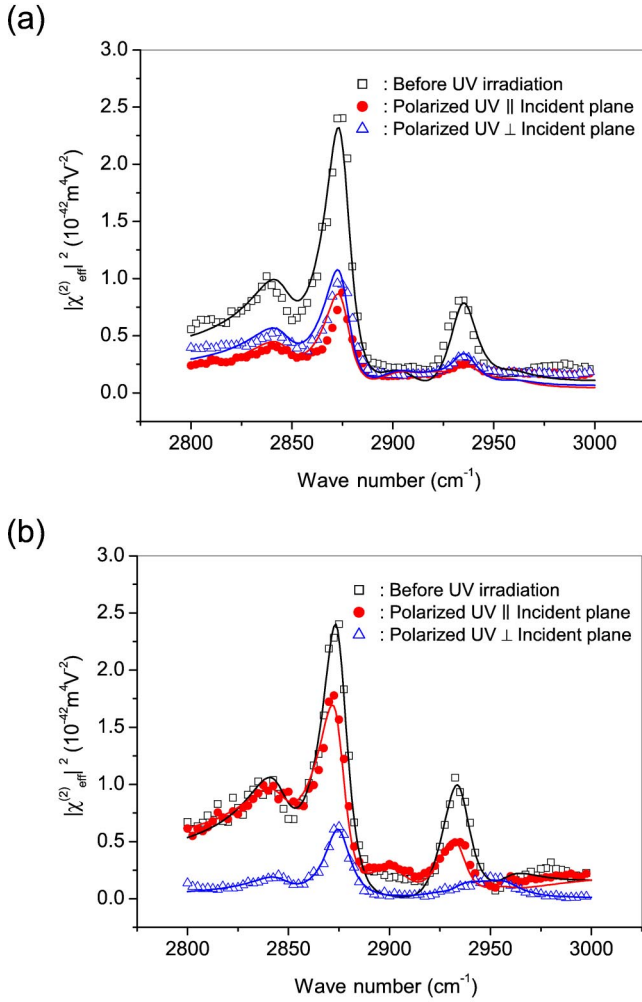 (a)
3.0
2.5
2.0
1.5
1.0
0.5
0.0
|χ(2)eff| 2 (10-42m4V-2)
□ : Before UV irradiation
● : Polarized UV || Incident plane
△ : Polarized UV ⊥ Incident plane
2800 2850 2900 2950 3000
Wave number (cm-1)
(b)
3.0
2.5
2.0
1.5
1.0
0.5
0.0
|χ(2)eff| 2 (10-42m4V-2)
□ : Before UV irradiation
● : Polarized UV || Incident plane
△ : Polarized UV ⊥ Incident plane
2800 2850 2900 2950 3000
Wave number (cm-1)